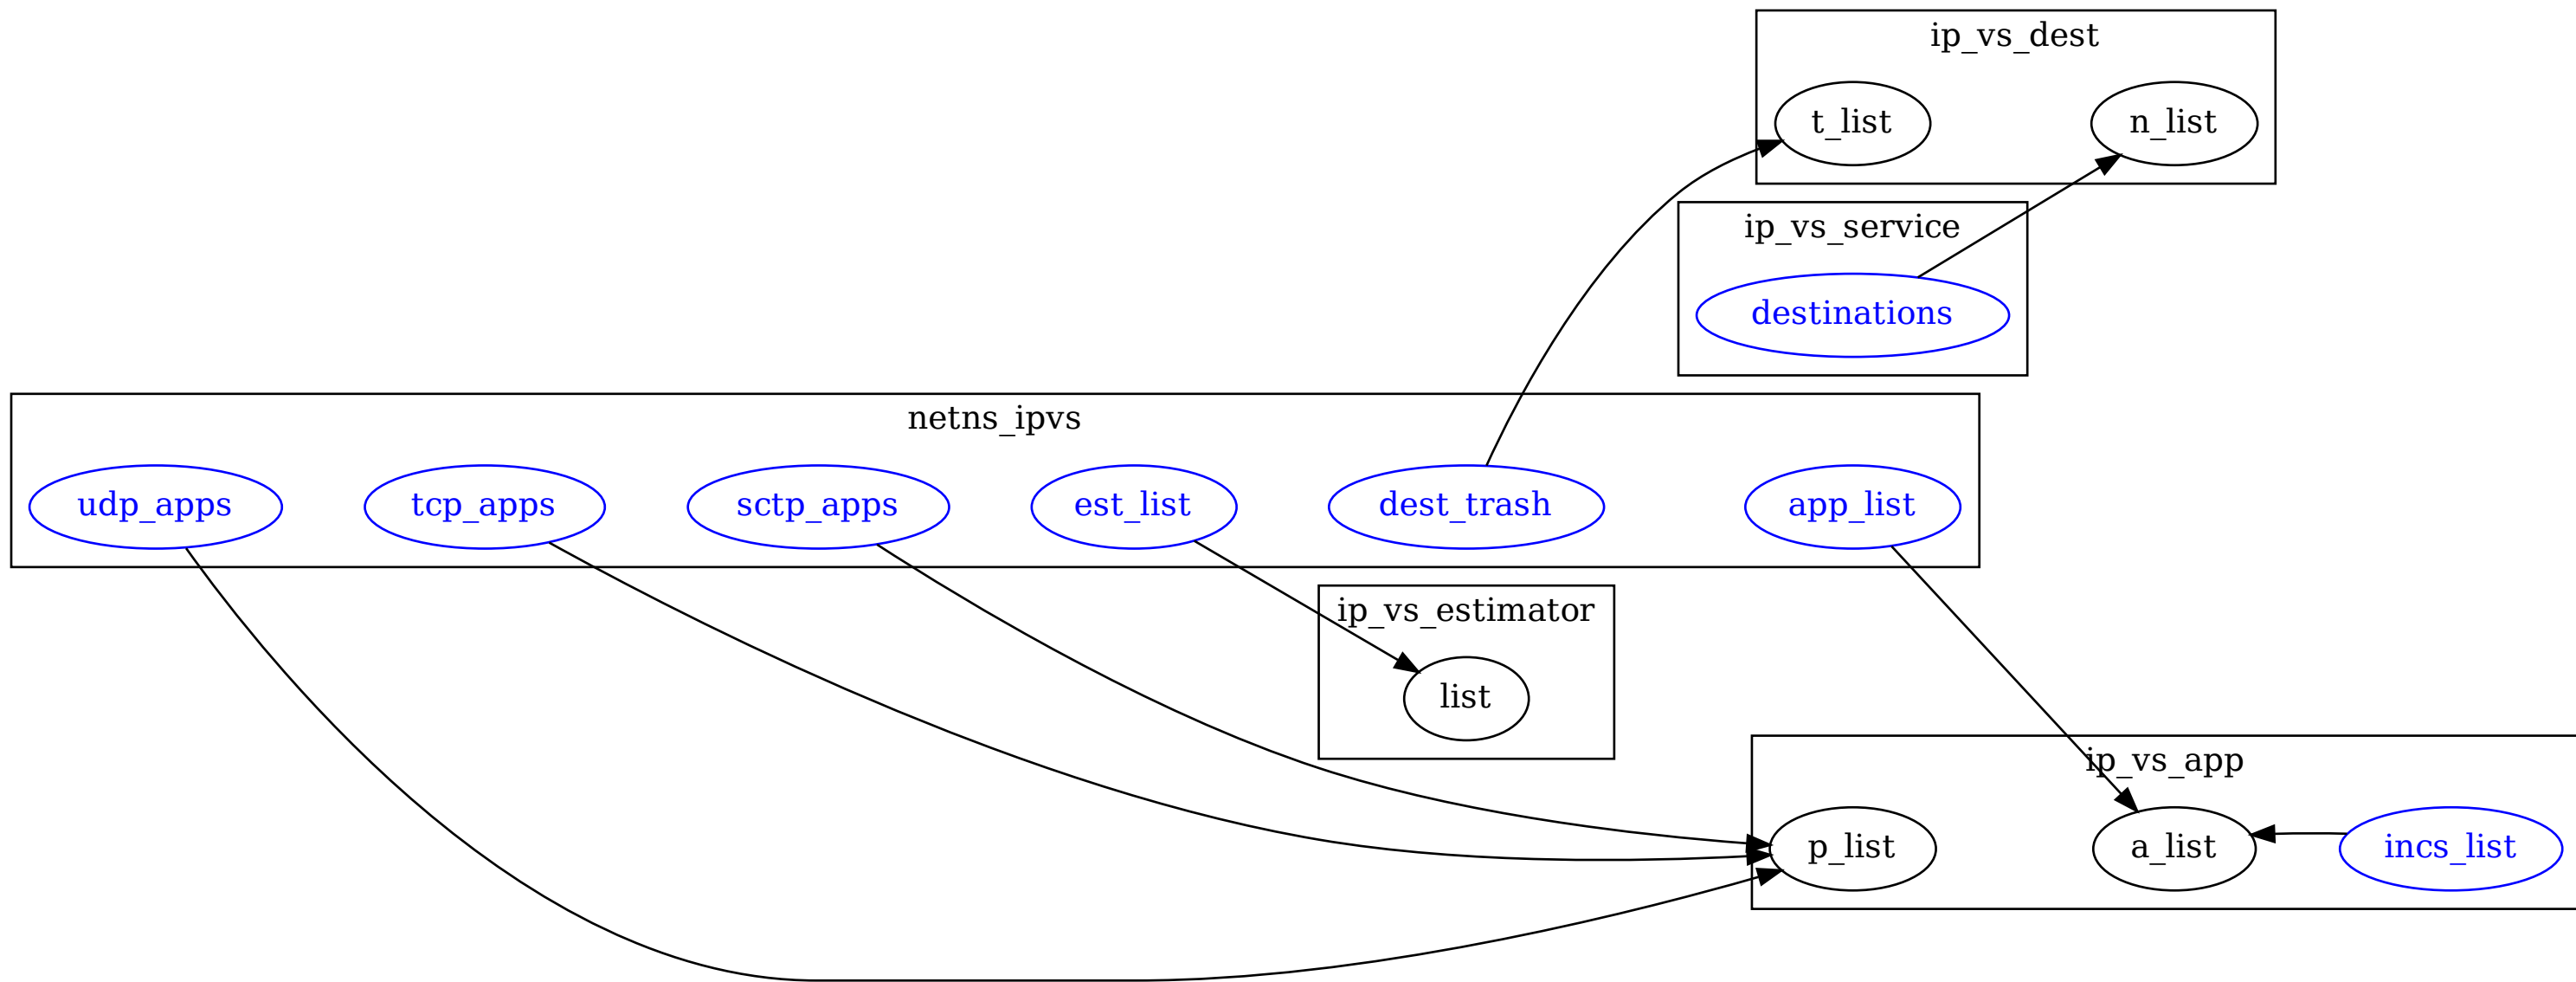 ip_vs_dest
t_list
n_list
ip_vs_service
destinations
netns_ipvs
udp_apps
tcp_apps
sctp_apps
est_list
dest_trash
app_list
ip_vs_estimator
list
ip_vs_app
p_list
a_list
incs_list